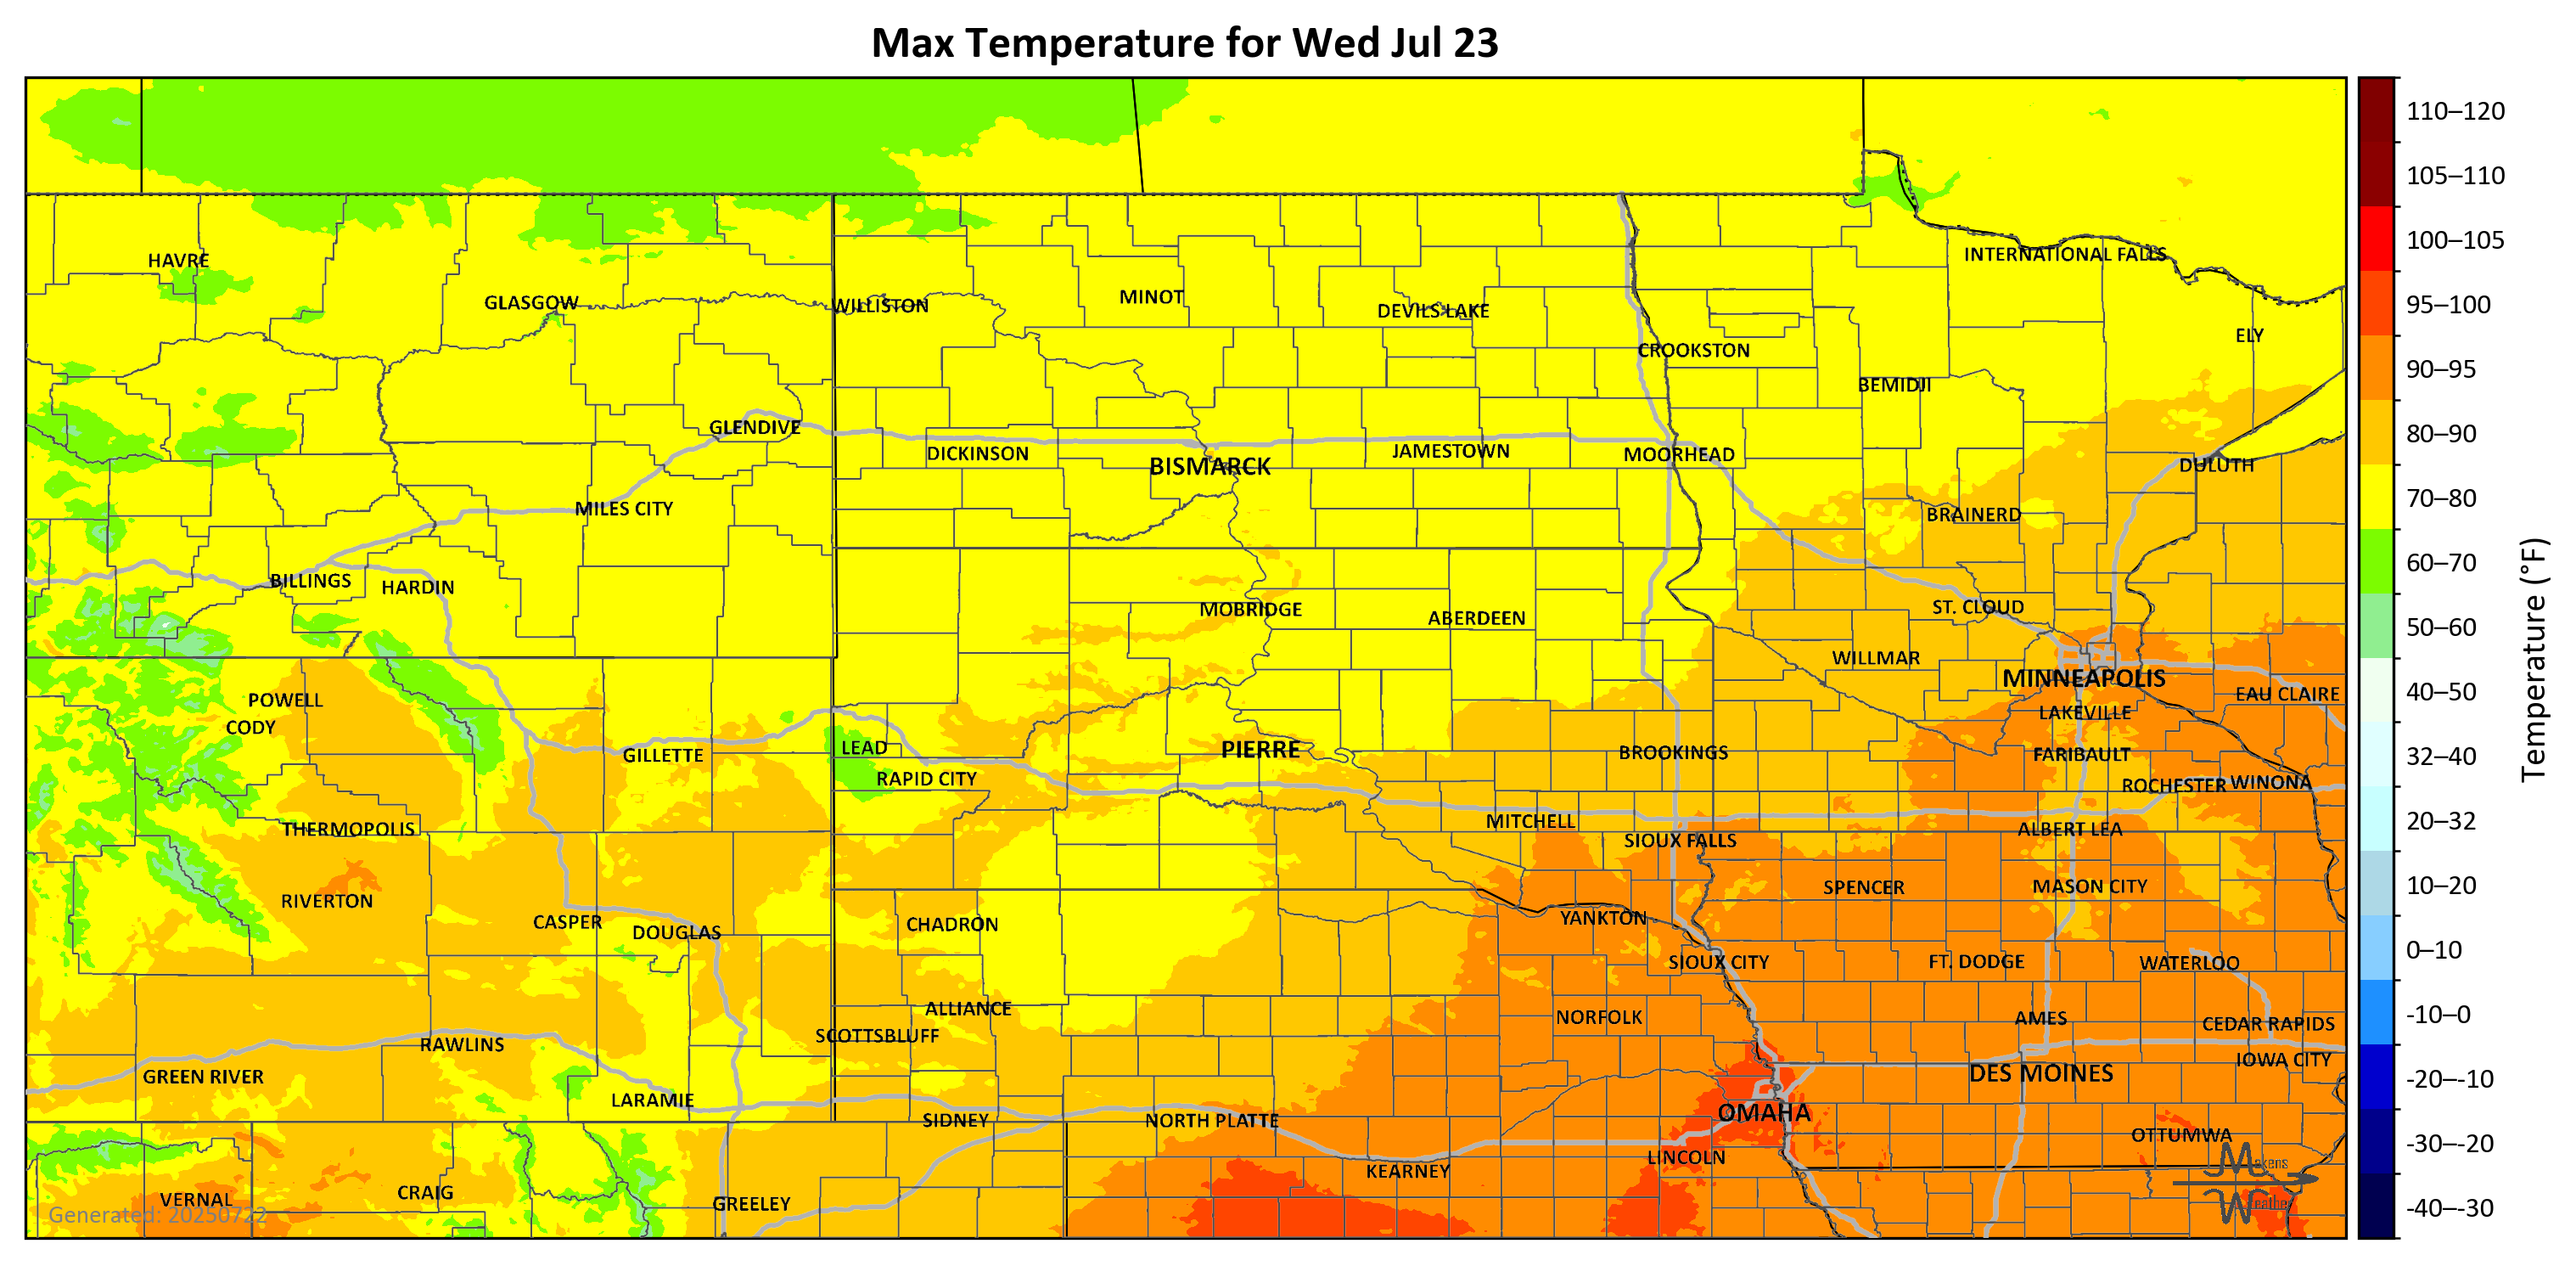 Max Temperature for Wed Jul 23
INTERNATIONAL FALLS
HAVRE
GLASGOW
WILLISTON
MINOT
DEVILS LAKE
ELY
CROOKSTON
BEMIDJI
GLENDIVE
DICKINSON
BISMARCK
JAMESTOWN
MOORHEAD
DULUTH
MILES CITY
BRAINERD
BILLINGS
HARDIN
MOBRIDGE
ABERDEEN
ST. CLOUD
WILLMAR
MINNEAPOLIS
EAU CLAIRE
POWELL
CODY
LAKEVILLE
GILLETTE
LEAD
PIERRE
BROOKINGS
FARIBAULT
RAPID CITY
ROCHESTER
WINONA
THERMOPOLIS
MITCHELL
SIOUX FALLS
ALBERT LEA
RIVERTON
SPENCER
MASON CITY
CASPER
DOUGLAS
CHADRON
YANKTON
SIOUX CITY
FT. DODGE
WATERLOO
ALLIANCE
NORFOLK
AMES
CEDAR RAPIDS
SCOTTSBLUFF
RAWLINS
IOWA CITY
GREEN RIVER
DES MOINES
LARAMIE
SIDNEY
NORTH PLATTE
OMAHA
OTTUMWA
LINCOLN
KEARNEY
VERNAL
CRAIG
GREELEY
Generated: 20250722
Makens
Weather
110–120
105–110
100–105
95–100
90–95
80–90
70–80
60–70
50–60
40–50
32–40
20–32
10–20
0–10
-10–0
-20–-10
-30–-20
-40–-30
Temperature (°F)